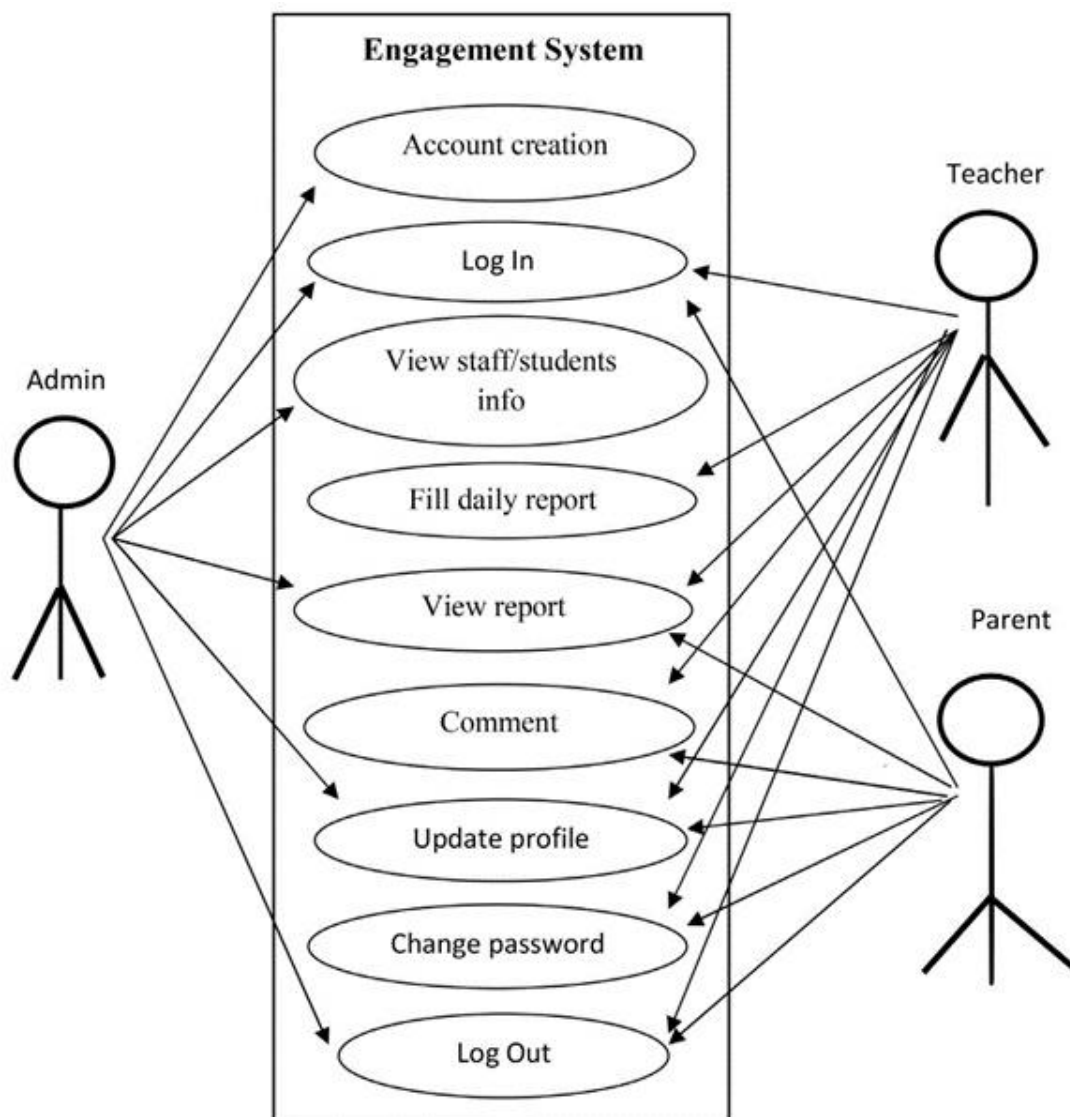 Engagement System
Account creation
Teacher
Log In
View staff/students
info
Admin
Fill daily report
View report
Parent
Comment
Update profile
Change password
Log Out